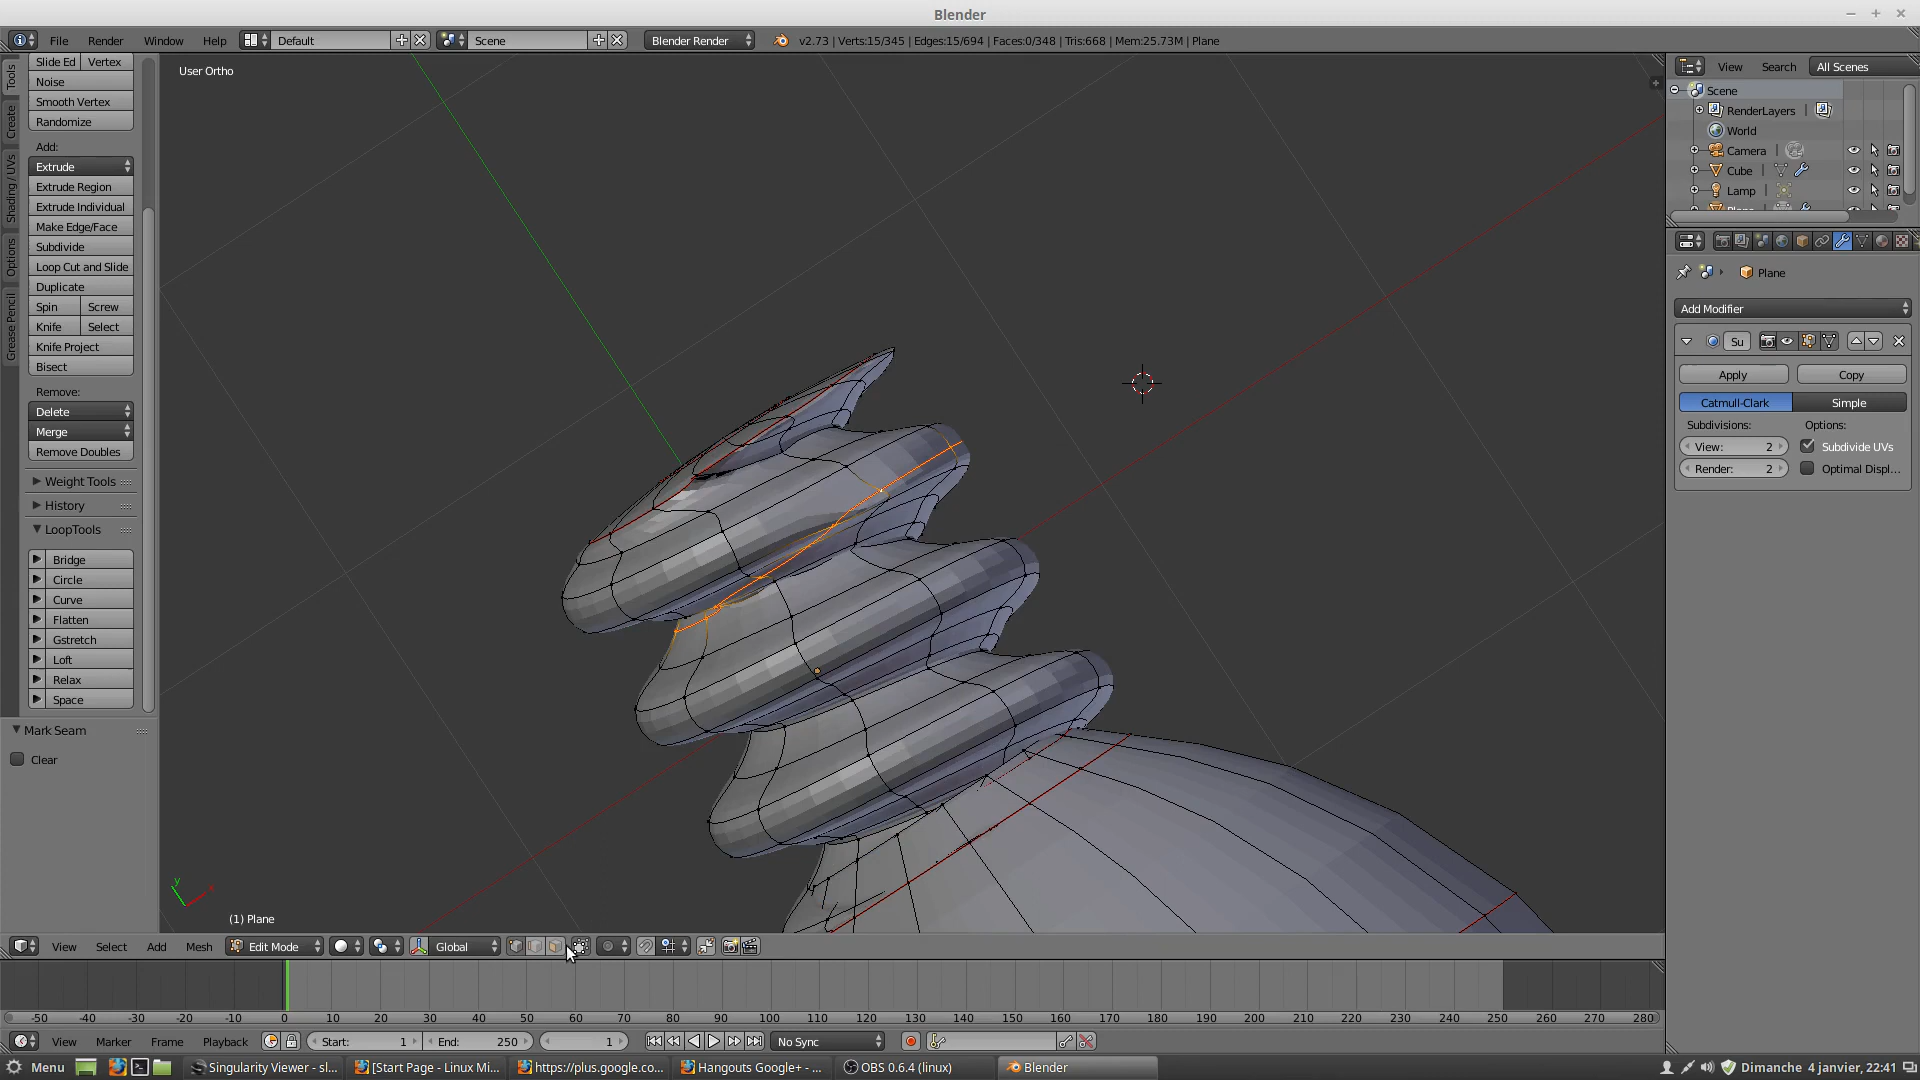 Blender
File Render Window Help Default Scene Blender Render v2.73 | Verts:15/345 | Edges:15/694 | Faces:0/348 | Tris:668 | Mem:25.73M | Plane
Tools
Create
Shading / UVs
Options
Grease Pencil
Slide Ed Vertex
Noise
Smooth Vertex
Randomize
Add:
Extrude
Extrude Region
Extrude Individual
Make Edge/Face
Subdivide
Loop Cut and Slide
Duplicate
Spin Screw
Knife Select
Knife Project
Bisect
Remove:
Delete
Merge
Remove Doubles
Weight Tools
History
LoopTools
Bridge
Circle
Curve
Flatten
Gstretch
Loft
Relax
Space
Mark Seam
Clear
User Ortho
y
x
(1) Plane
View Search All Scenes
Scene
RenderLayers |
World
Camera |
Cube |
Lamp |
Plane
Plane
Add Modifier
Su
Apply Copy
Catmull-Clark Simple
Subdivisions: Options:
View: 2 Subdivide UVs
Render: 2 Optimal Displ...
View Select Add Mesh Edit Mode Global
-50 -40 -30 -20 -10 0 10 20 30 40 50 60 70 80 90 100 110 120 130 140 150 160 170 180 190 200 210 220 230 240 250 260 270 280
View Marker Frame Playback Start: 1 End: 250 1 No Sync
Menu Singularity Viewer - sl... [Start Page - Linux Mi... https://plus.google.co... Hangouts Google+ - ... OBS 0.6.4 (linux) Blender Dimanche 4 janvier, 22:41